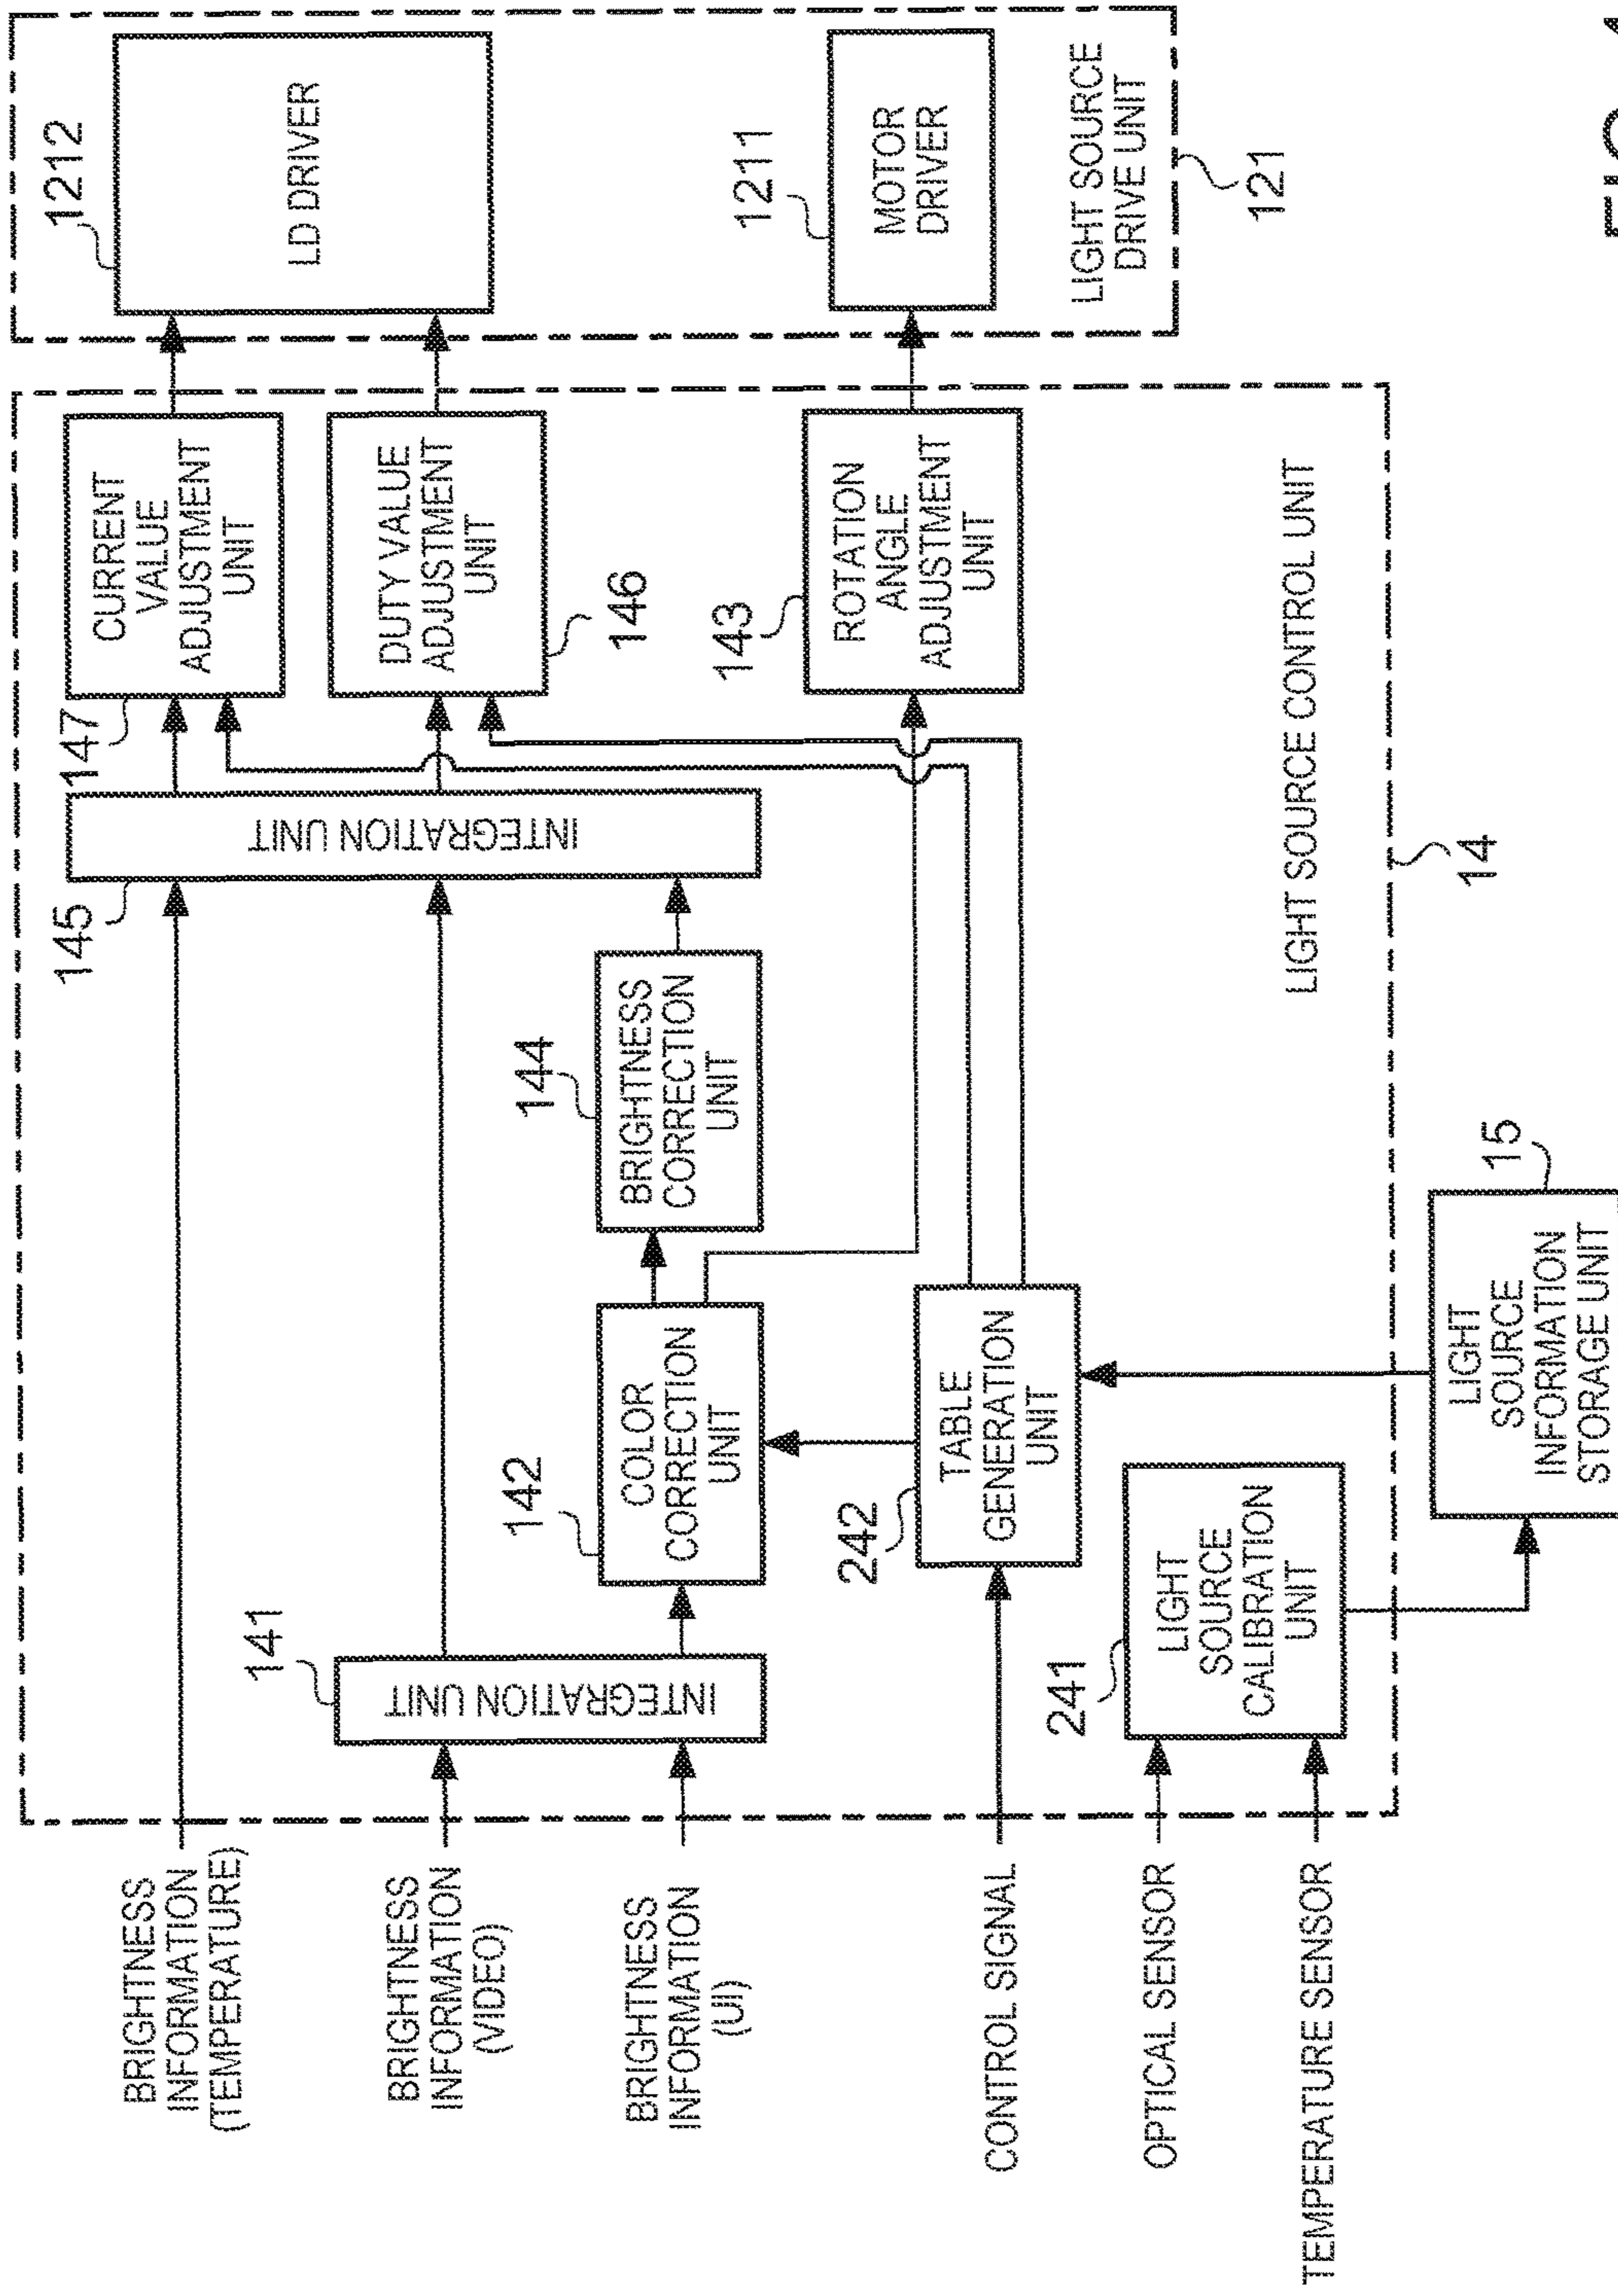 BRIGHTNESS
INFORMATION
(TEMPERATURE)
BRIGHTNESS
INFORMATION
(VIDEO)
BRIGHTNESS
INFORMATION
(UI)
CONTROL SIGNAL
OPTICAL SENSOR
TEMPERATURE SENSOR
141
INTEGRATION UNIT
142
COLOR
CORRECTION
UNIT
144
BRIGHTNESS
CORRECTION
UNIT
242
TABLE
GENERATION
UNIT
241
LIGHT
SOURCE
CALIBRATION
UNIT
15
LIGHT
SOURCE
INFORMATION
STORAGE UNIT
145
INTEGRATION UNIT
147
CURRENT
VALUE
ADJUSTMENT
UNIT
DUTY VALUE
ADJUSTMENT
UNIT
146
143
ROTATION
ANGLE
ADJUSTMENT
UNIT
LIGHT SOURCE CONTROL UNIT
14
1212
LD DRIVER
1211
MOTOR
DRIVER
LIGHT SOURCE
DRIVE UNIT
121